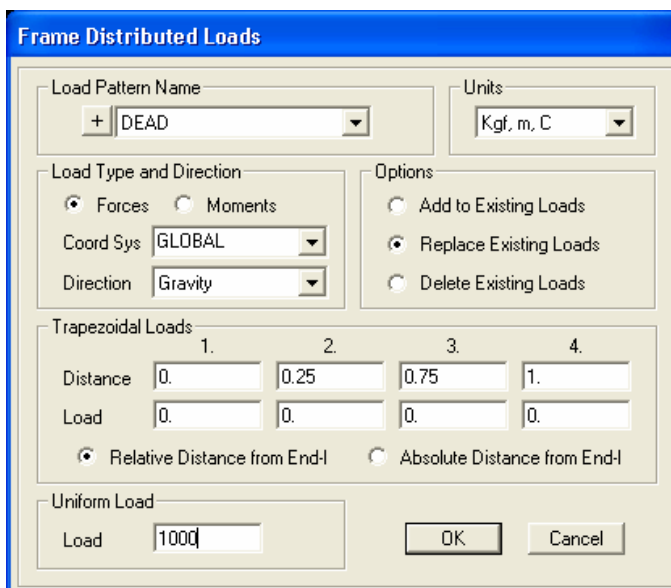 Frame Distributed Loads
Load Pattern Name
+ DEAD
Units
Kgf, m, C
Load Type and Direction
Forces Moments
Coord Sys GLOBAL
Direction Gravity
Options
Add to Existing Loads
Replace Existing Loads
Delete Existing Loads
Trapezoidal Loads
1. 2. 3. 4.
Distance 0. 0.25 0.75 1.
Load 0. 0. 0. 0.
Relative Distance from End-I Absolute Distance from End-I
Uniform Load
Load 1000
OK Cancel